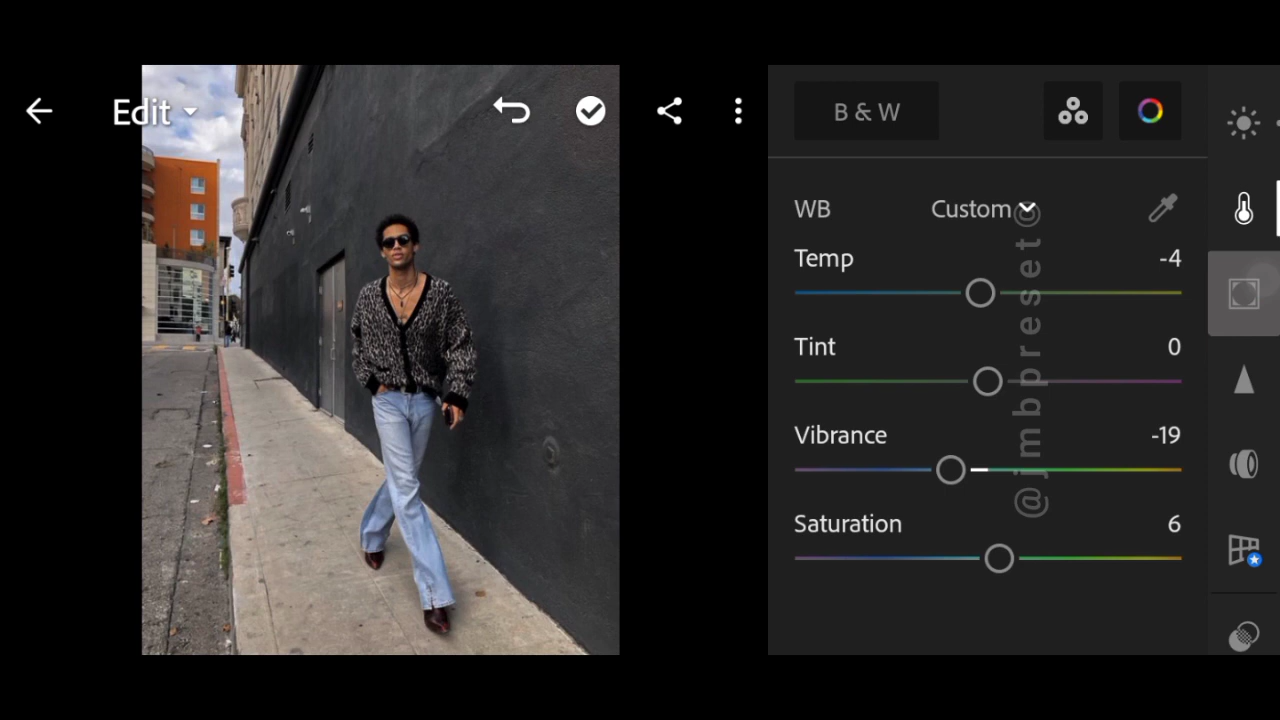 Edit
B & W
WB Custom
Temp -4
Tint 0
Vibrance -19
Saturation 6
@jmbpreset@